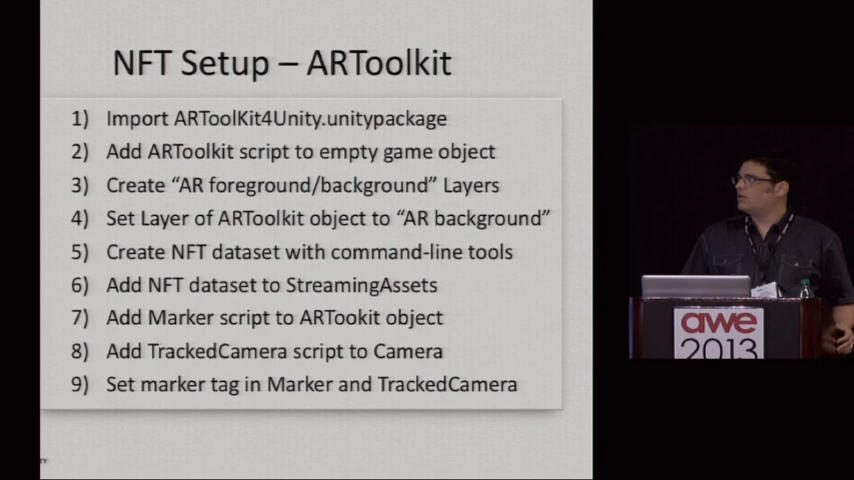 NFT Setup – ARToolkit
1) Import ARToolKit4Unity.unitypackage
2) Add ARToolkit script to empty game object
3) Create “AR foreground/background” Layers
4) Set Layer of ARToolkit object to “AR background”
5) Create NFT dataset with command-line tools
6) Add NFT dataset to StreamingAssets
7) Add Marker script to ARTookit object
8) Add TrackedCamera script to Camera
9) Set marker tag in Marker and TrackedCamera
awe
2013